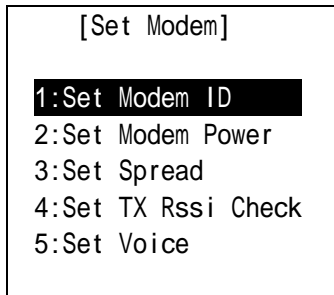 [Set Modem]
1:Set Modem ID
2:Set Modem Power
3:Set Spread
4:Set TX Rssi Check
5:Set Voice